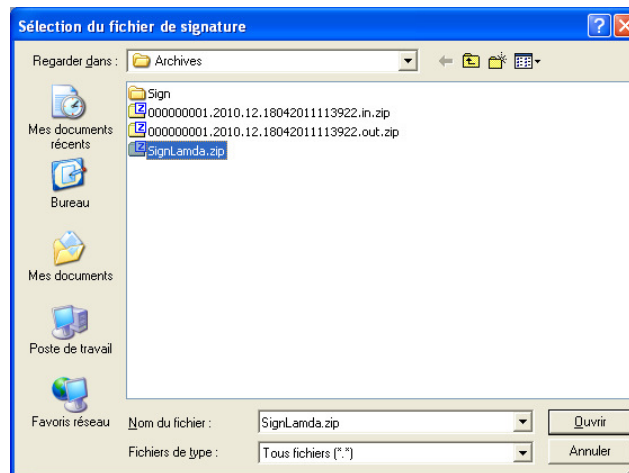 Sélection du fichier de signature
Regarder dans :
Archives
Mes documents
récents
Bureau
Mes documents
Poste de travail
Favoris réseau
Sign
000000001.2010.12.18042011113922.in.zip
000000001.2010.12.18042011113922.out.zip
SignLamda.zip
Nom du fichier :
SignLamda.zip
Ouvrir
Fichiers de type :
Tous fichiers (*.*)
Annuler